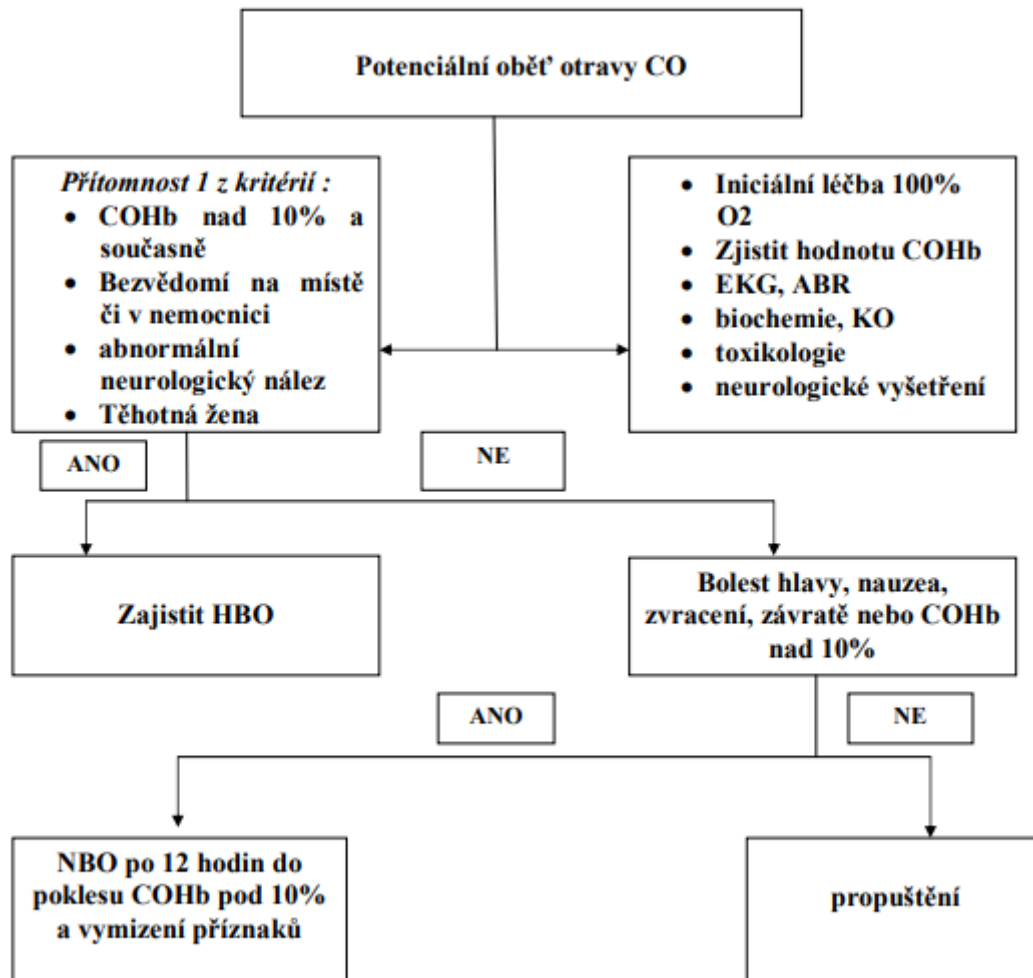 Potenciální oběť otravy CO
Přítomnost 1 z kritérií :
• COHb nad 10% a
současně
• Bezvědomí na místě
či v nemocnici
• abnormální
neurologický nález
• Těhotná žena
• Iniciální léčba 100%
O2
• Zjistit hodnotu COHb
• EKG, ABR
• biochemie, KO
• toxikologie
• neurologické vyšetření
ANO
NE
Zajistit HBO
Bolest hlavy, nauzea,
zvracení, závratě nebo COHb
nad 10%
ANO
NE
NBO po 12 hodin do
poklesu COHb pod 10%
a vymizení příznaků
propuštění